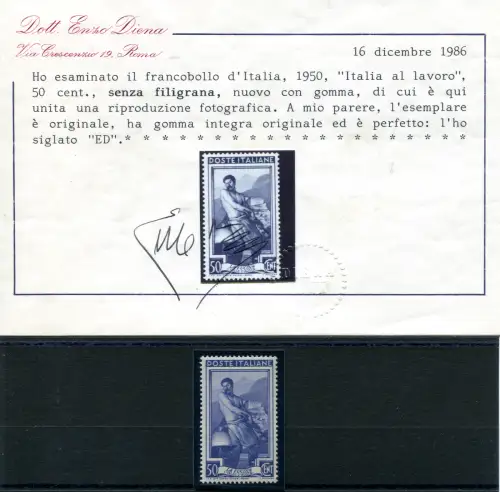 Dott. Enzo Diena
Via Crescenzio 19, Roma
16 dicembre 1986
Ho esaminato il francobollo d'Italia, 1950, "Italia al lavoro",
50 cent., senza filigrana, nuovo con gomma, di cui è qui
unita una riproduzione fotografica. A mio parere, l'esemplare
è originale, ha gomma integra originale ed è perfetto: l'ho
siglato "ED".* * * * * * * * * * * * * * * * * * *
POSTE ITALIANE
50 CENT
POSTE ITALIANE
50 CENT